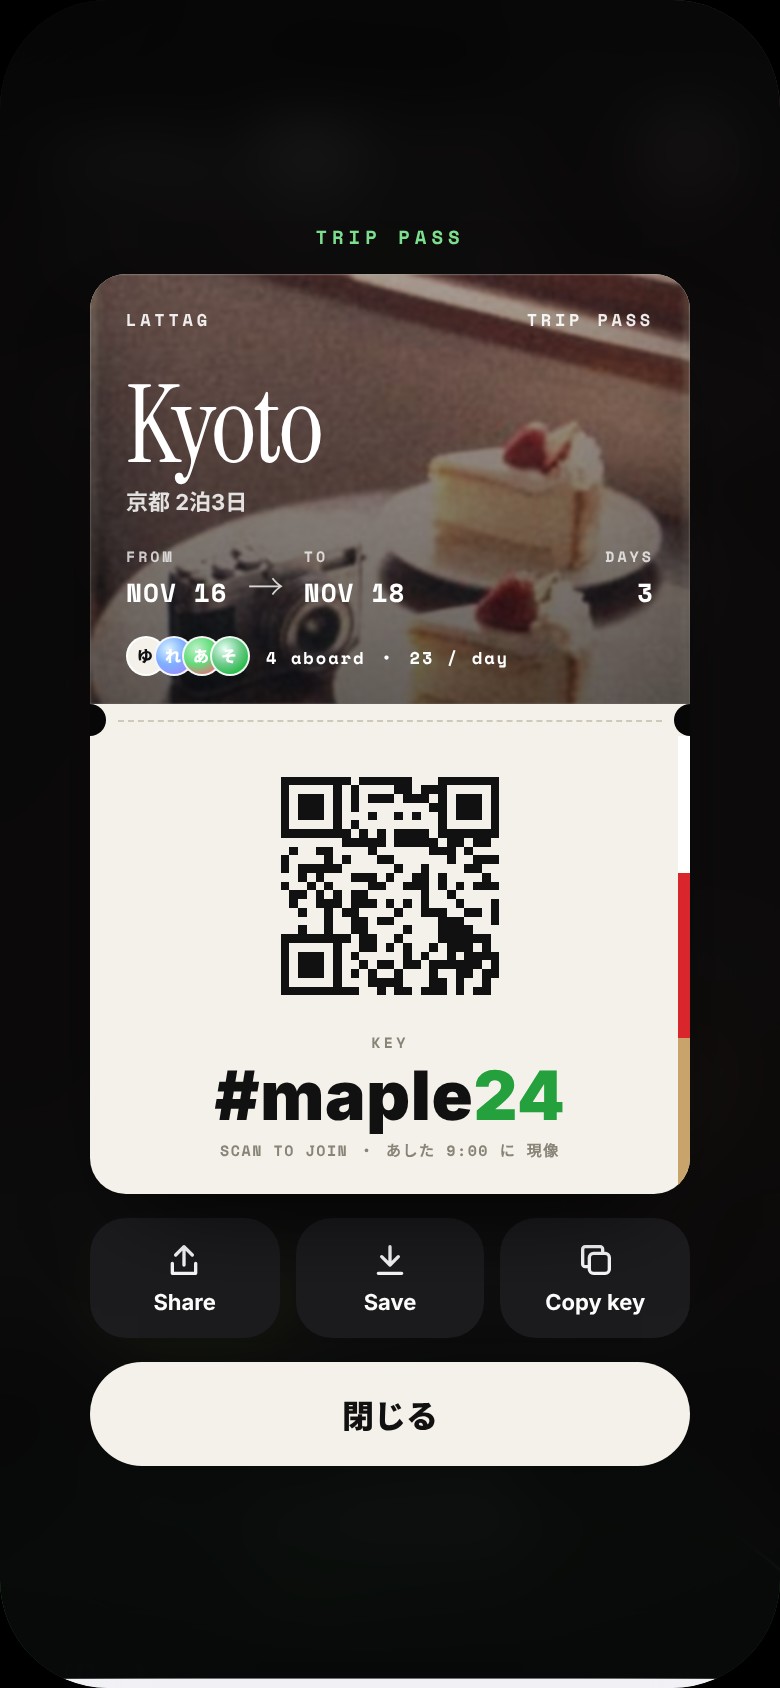 TRIP PASS
LATTAG
TRIP PASS
Kyoto
京都 2泊3日
FROM
TO
DAYS
NOV 16 → NOV 18
3
ゆ れ あ そ
4 aboard • 23 / day
KEY
#maple24
SCAN TO JOIN • あした 9:00 に 現像
Share
Save
Copy key
閉じる